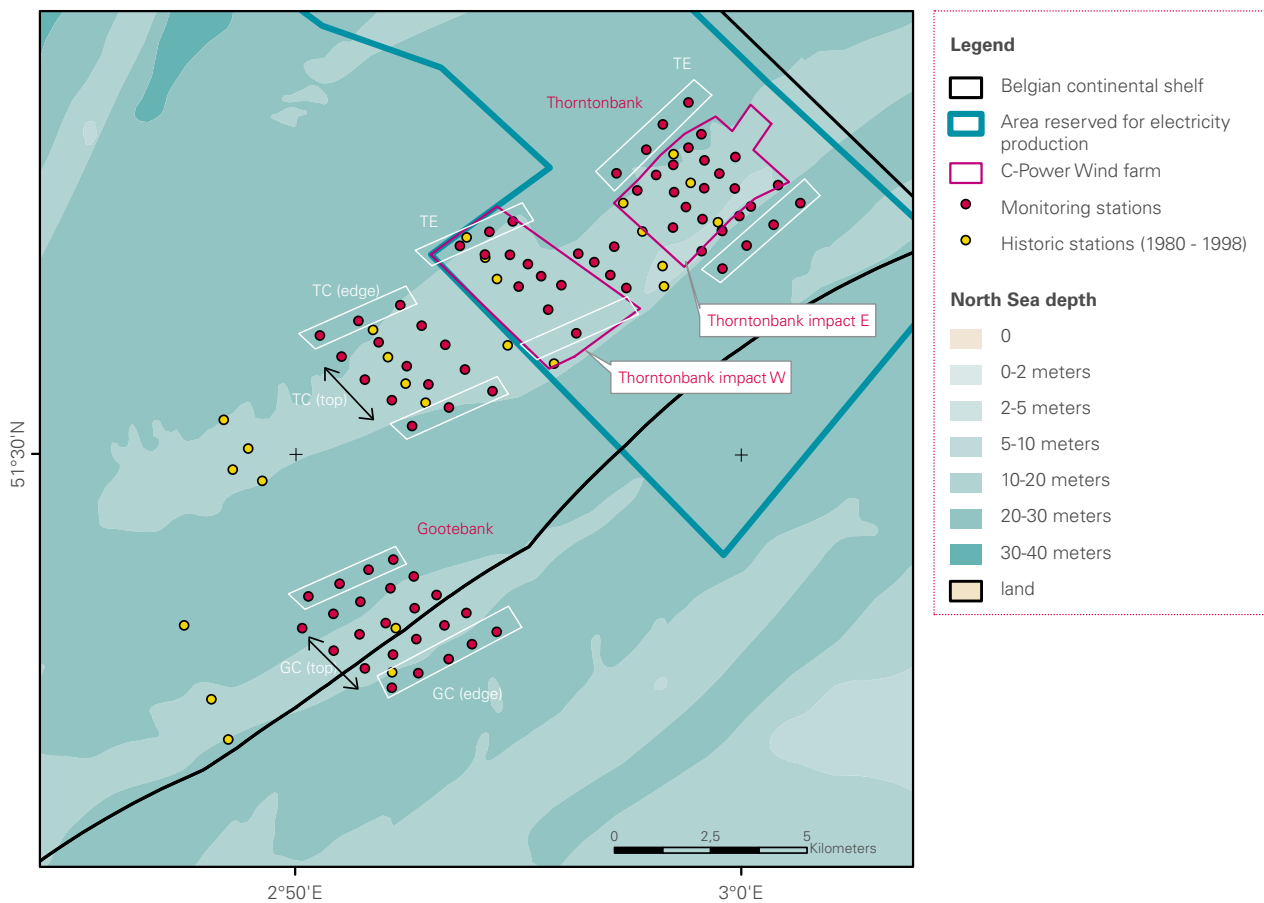 TE
Thorntonbank
TE
TC (edge)
Thorntonbank impact E
Thorntonbank impact W
TC (top)
51°30'N
Gootebank
GC (top)
GC (edge)
0 2,5 5
Kilometers
2°50'E 3°0'E
Legend
Belgian continental shelf
Area reserved for electricity
production
C-Power Wind farm
Monitoring stations
Historic stations (1980 - 1998)
North Sea depth
0
0-2 meters
2-5 meters
5-10 meters
10-20 meters
20-30 meters
30-40 meters
land